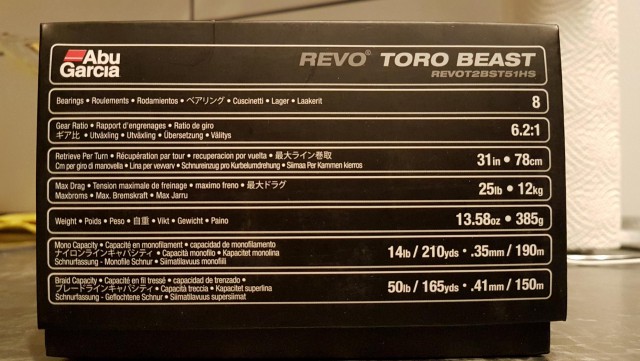 Abu
Garcia
REVO® TORO BEAST
REVOT2BST51HS
Bearings • Roulements • Rodamientos • ベアリング • Cuscinetti • Lager • Laakerit
8
Gear Ratio • Rapport d'engrenages • Ratio de giro
ギア比 • Utväxling • Utväxling • Übersetzung • Välitys
6.2:1
Retrieve Per Turn • Récupération par tour • recuperacion por vuelta • 最大ライン巻取
Cm per giro di manovella • Lina per vevvarv • Schnureinzug pro Kurbelumdrehung • Siimaa Per Kammen kierros
31in • 78cm
Max Drag • Tension maximale de freinage • maximo freno • 最大ドラグ
Maxbroms • Max. Bremskraft • Max Jarru
25lb • 12kg
Weight • Poids • Peso • 自重 • Vikt • Gewicht • Paino
13.58oz • 385g
Mono Capacity • Capacité en monofilament • capacidad de monofilamento
ナイロンラインキャパシティ • Capacità monofilo • Kapacitet monolina
Schnurfassung - Monofile Schnur • Siimatilavuus monofiili
14lb / 210yds • .35mm / 190m
Braid Capacity • Capacité en fil tressé • capacidad de trenzado •
ブレードラインキャパシティ • Capacità treccia • Kapacitet superlina
Schnurfassung - Geflochtene Schnur • Siimatilavuus supersiimat
50lb / 165yds • .41mm / 150m